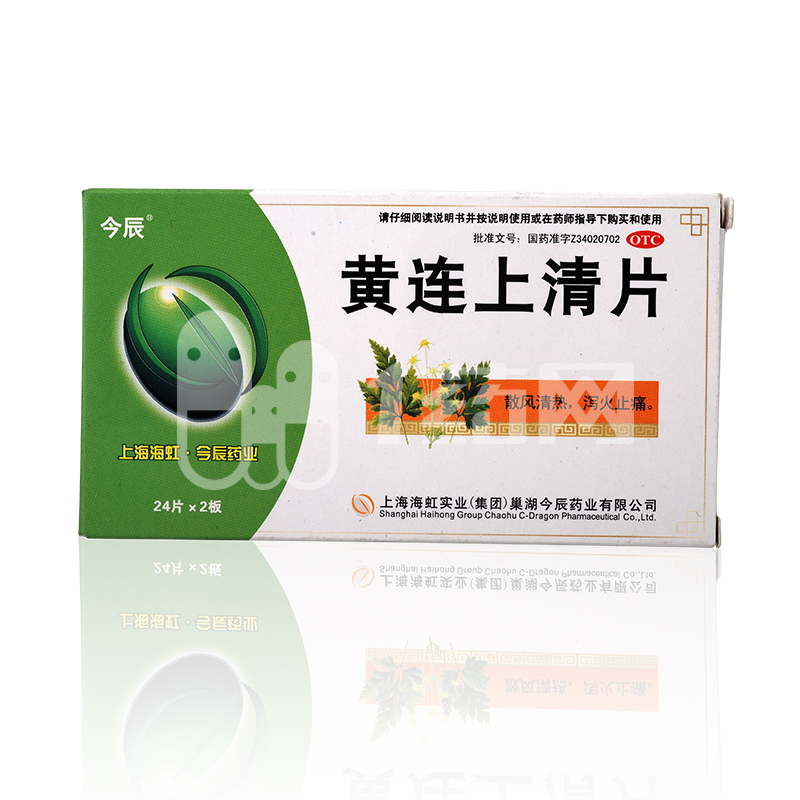 今辰®
请仔细阅读说明书并按说明使用或在药师指导下购买和使用
批准文号：国药准字Z34020702 OTC
黄连上清片
散风清热，泻火止痛。
上海海虹·今辰药业
24片×2板
上海海虹实业(集团)巢湖今辰药业有限公司
Shanghai Haihong Group Chaohu C-Dragon Pharmaceutical Co.,Ltd.